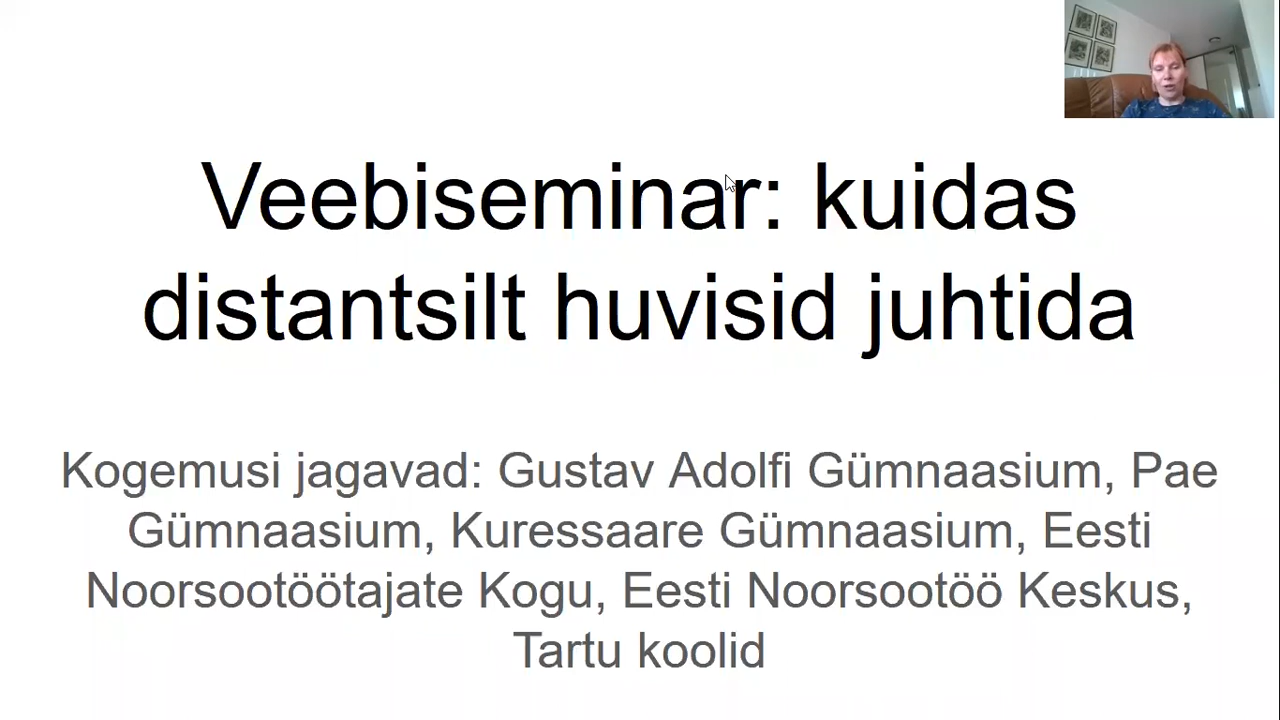 Veebiseminar: kuidas
distantsilt huvisid juhtida
Kogemusi jagavad: Gustav Adolfi Gümnaasium, Pae
Gümnaasium, Kuressaare Gümnaasium, Eesti
Noorsootöötajate Kogu, Eesti Noorsootöö Keskus,
Tartu koolid